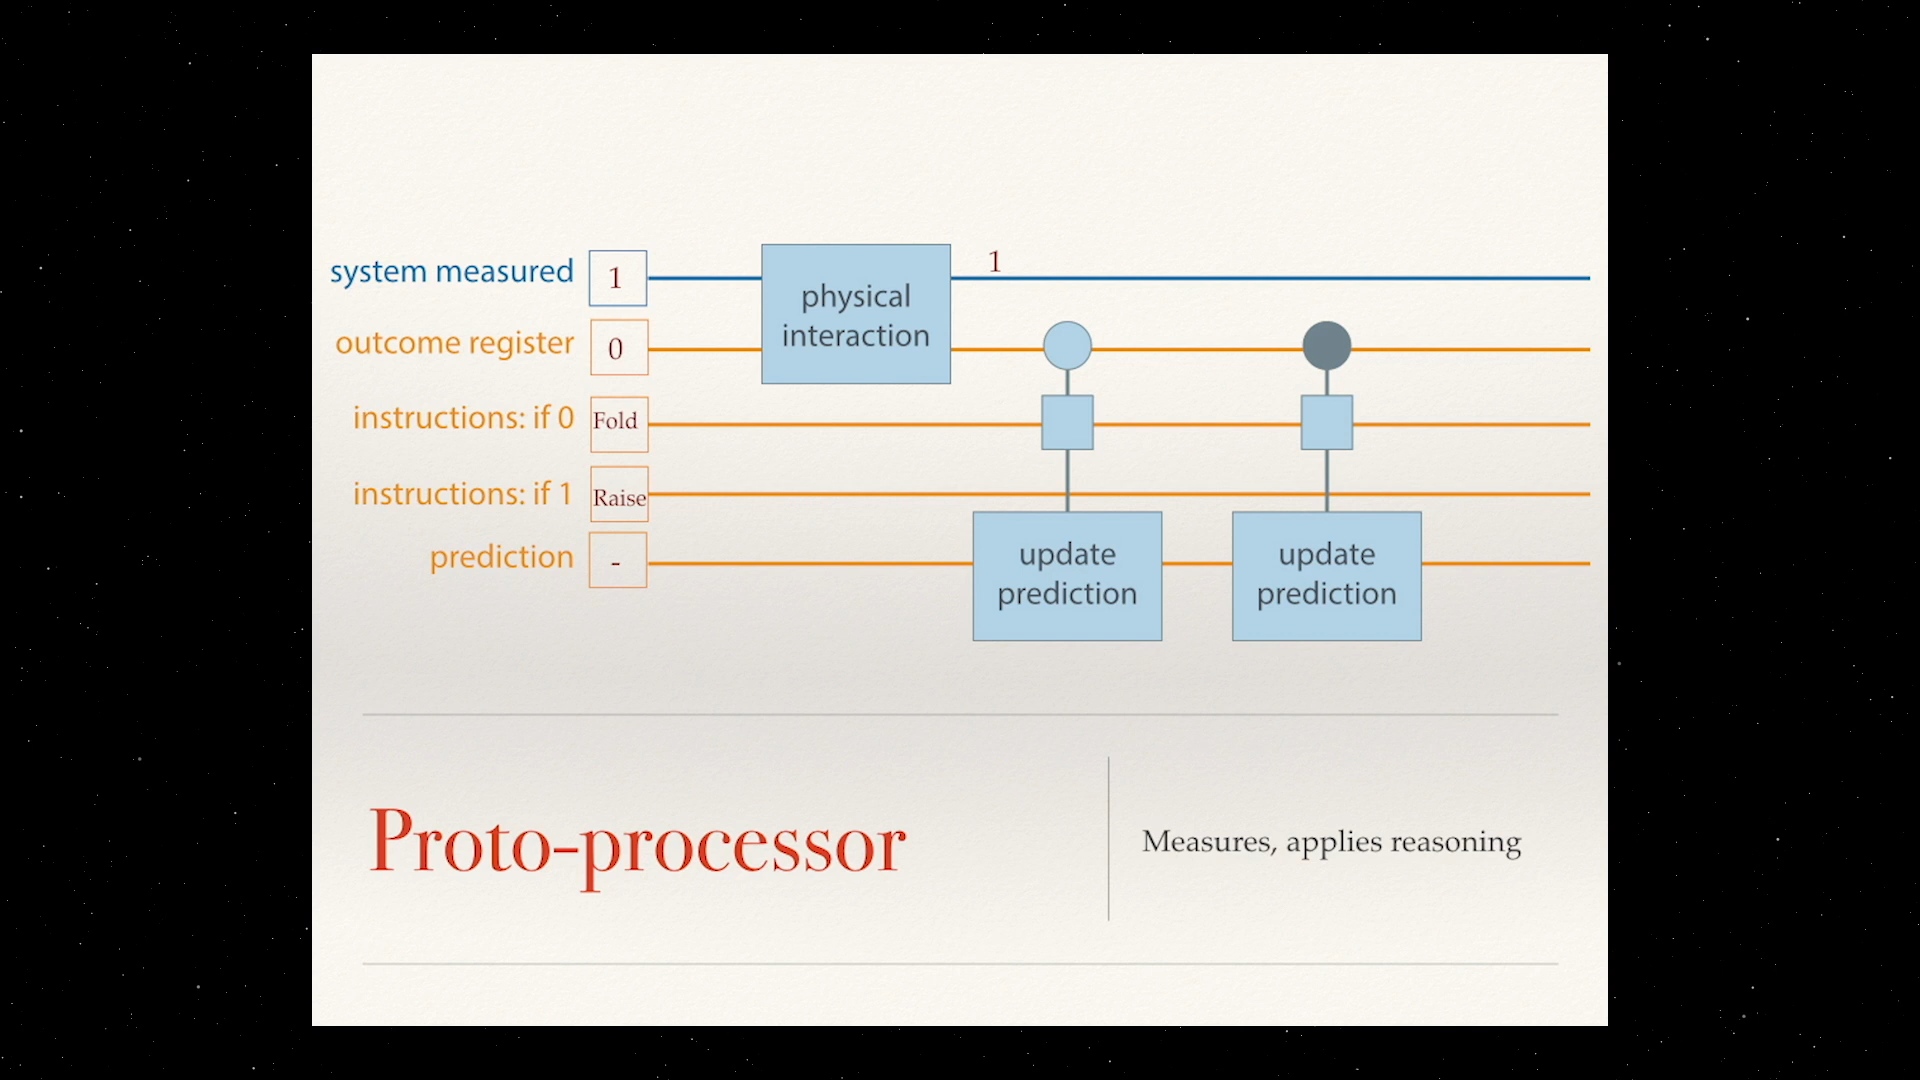 system measured
1
physical
interaction
1
outcome register
0
instructions: if 0
Fold
instructions: if 1
Raise
prediction
-
update
prediction
update
prediction
Proto-processor
Measures, applies reasoning